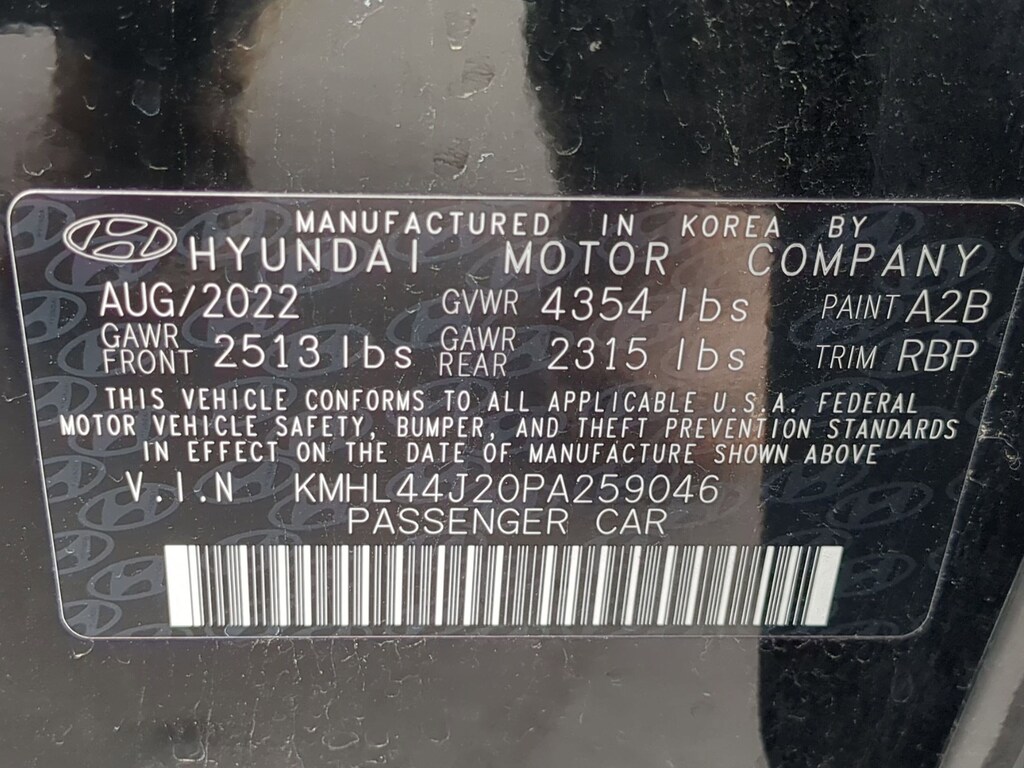 MANUFACTURED IN KOREA BY
HYUNDAI MOTOR COMPANY
AUG/2022 GVWR 4354 lbs PAINT A2B
GAWR FRONT 2513 lbs GAWR REAR 2315 lbs TRIM RBP
THIS VEHICLE CONFORMS TO ALL APPLICABLE U.S.A. FEDERAL
MOTOR VEHICLE SAFETY, BUMPER, AND THEFT PREVENTION STANDARDS
IN EFFECT ON THE DATE OF MANUFACTURE SHOWN ABOVE
V.I.N KMHL44J20PA259046
PASSENGER CAR